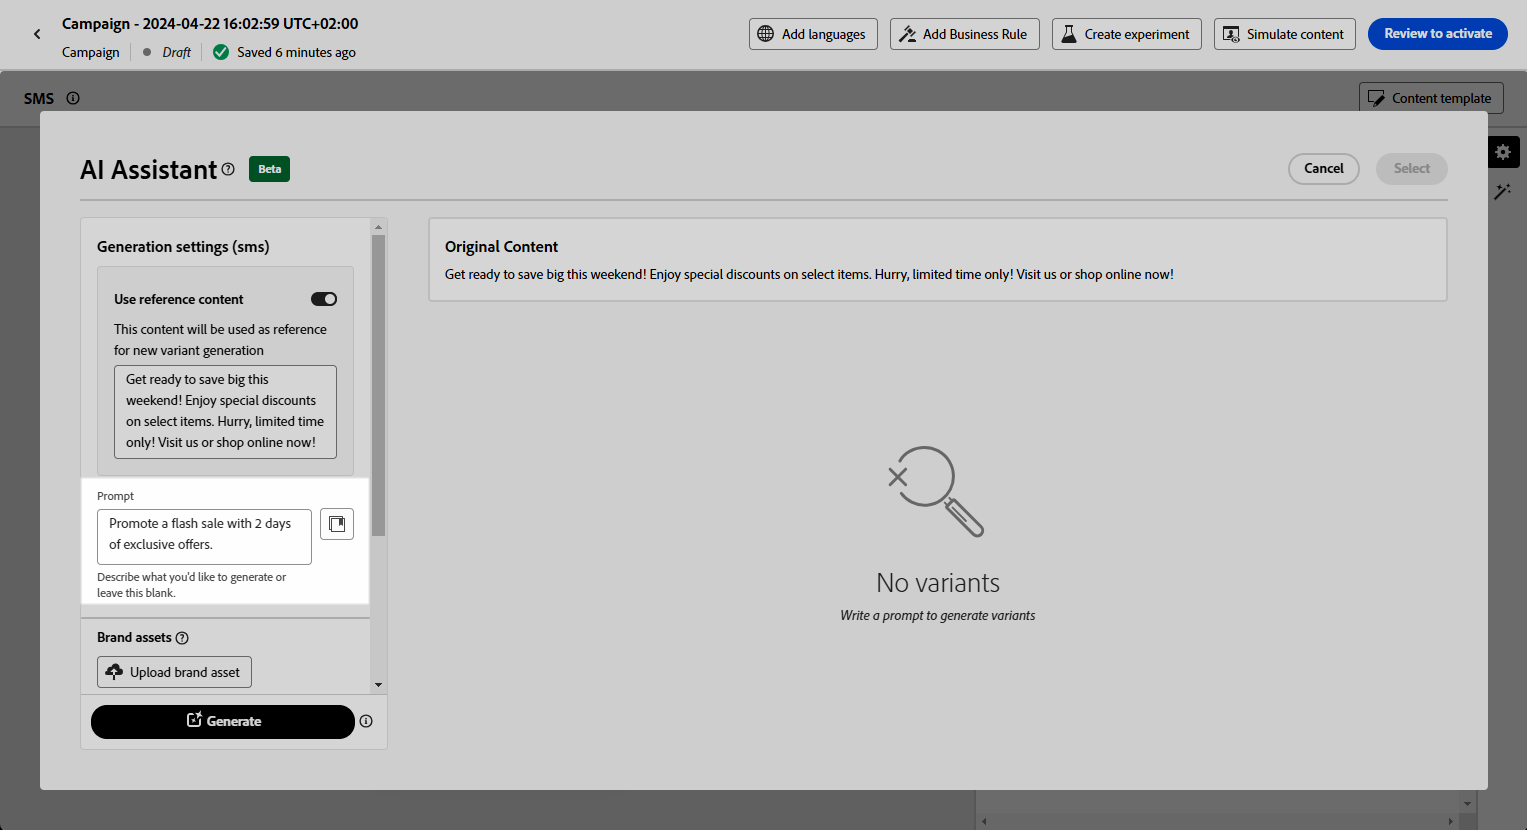 Campaign - 2024-04-22 16:02:59 UTC+02:00
Campaign Draft Saved 6 minutes ago
Add languages
Add Business Rule
Create experiment
Simulate content
Review to activate
SMS
Content template
AI Assistant
Beta
Cancel
Select
Generation settings (sms)
Use reference content
This content will be used as reference
for new variant generation
Get ready to save big this
weekend! Enjoy special discounts
on select items. Hurry, limited time
only! Visit us or shop online now!
Prompt
Promote a flash sale with 2 days
of exclusive offers.
Describe what you'd like to generate or
leave this blank.
Brand assets
Upload brand asset
Generate
Original Content
Get ready to save big this weekend! Enjoy special discounts on select items. Hurry, limited time only! Visit us or shop online now!
No variants
Write a prompt to generate variants